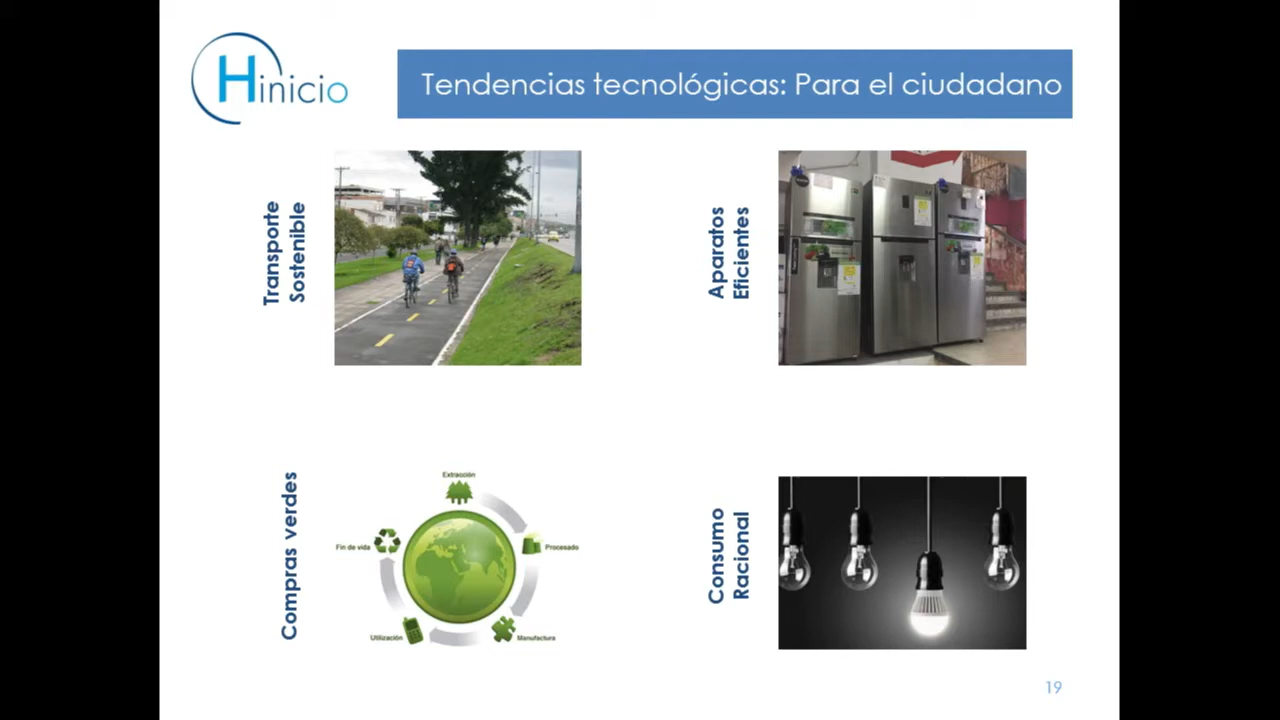 Hinicio
Tendencias tecnológicas: Para el ciudadano
Transporte
Sostenible
Aparatos
Eficientes
Compras verdes
Extracción
Procesado
Manufactura
Utilización
Fin de vida
Consumo
Racional
19